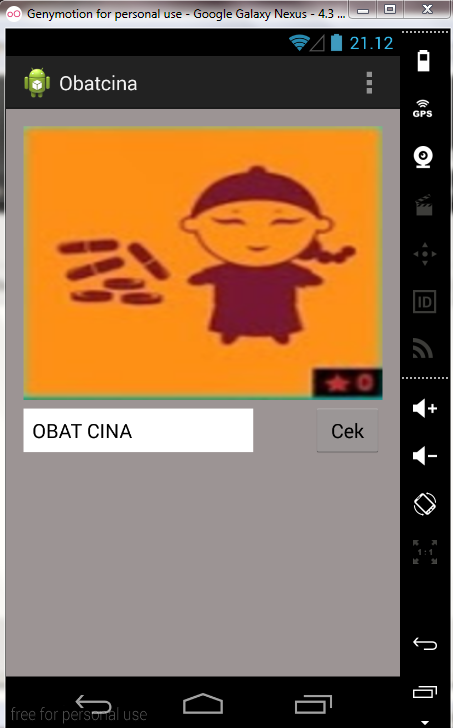 Genymotion for personal use - Google Galaxy Nexus - 4.3 ...
21.12
Obatcina
GPS
ID
★ 0
OBAT CINA
Cek
1:1
free for personal use